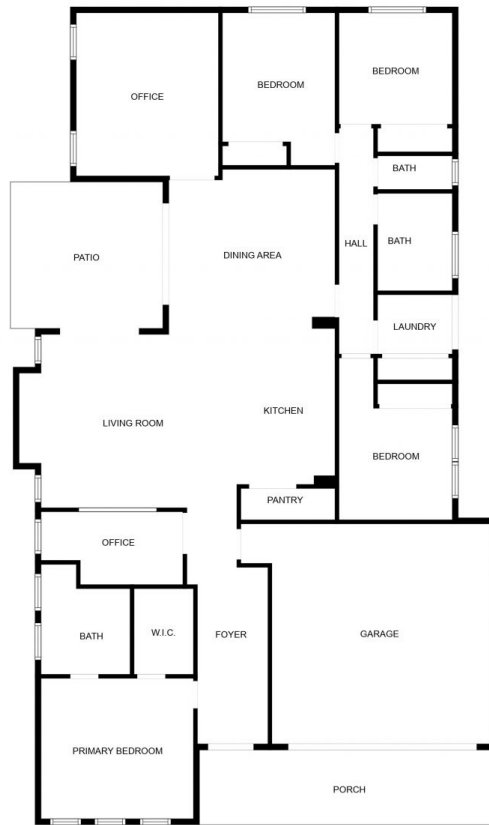 OFFICE
BEDROOM
BEDROOM
BATH
BATH
HALL
PATIO
DINING AREA
LAUNDRY
KITCHEN
LIVING ROOM
BEDROOM
PANTRY
OFFICE
BATH
W.I.C.
FOYER
GARAGE
PRIMARY BEDROOM
PORCH